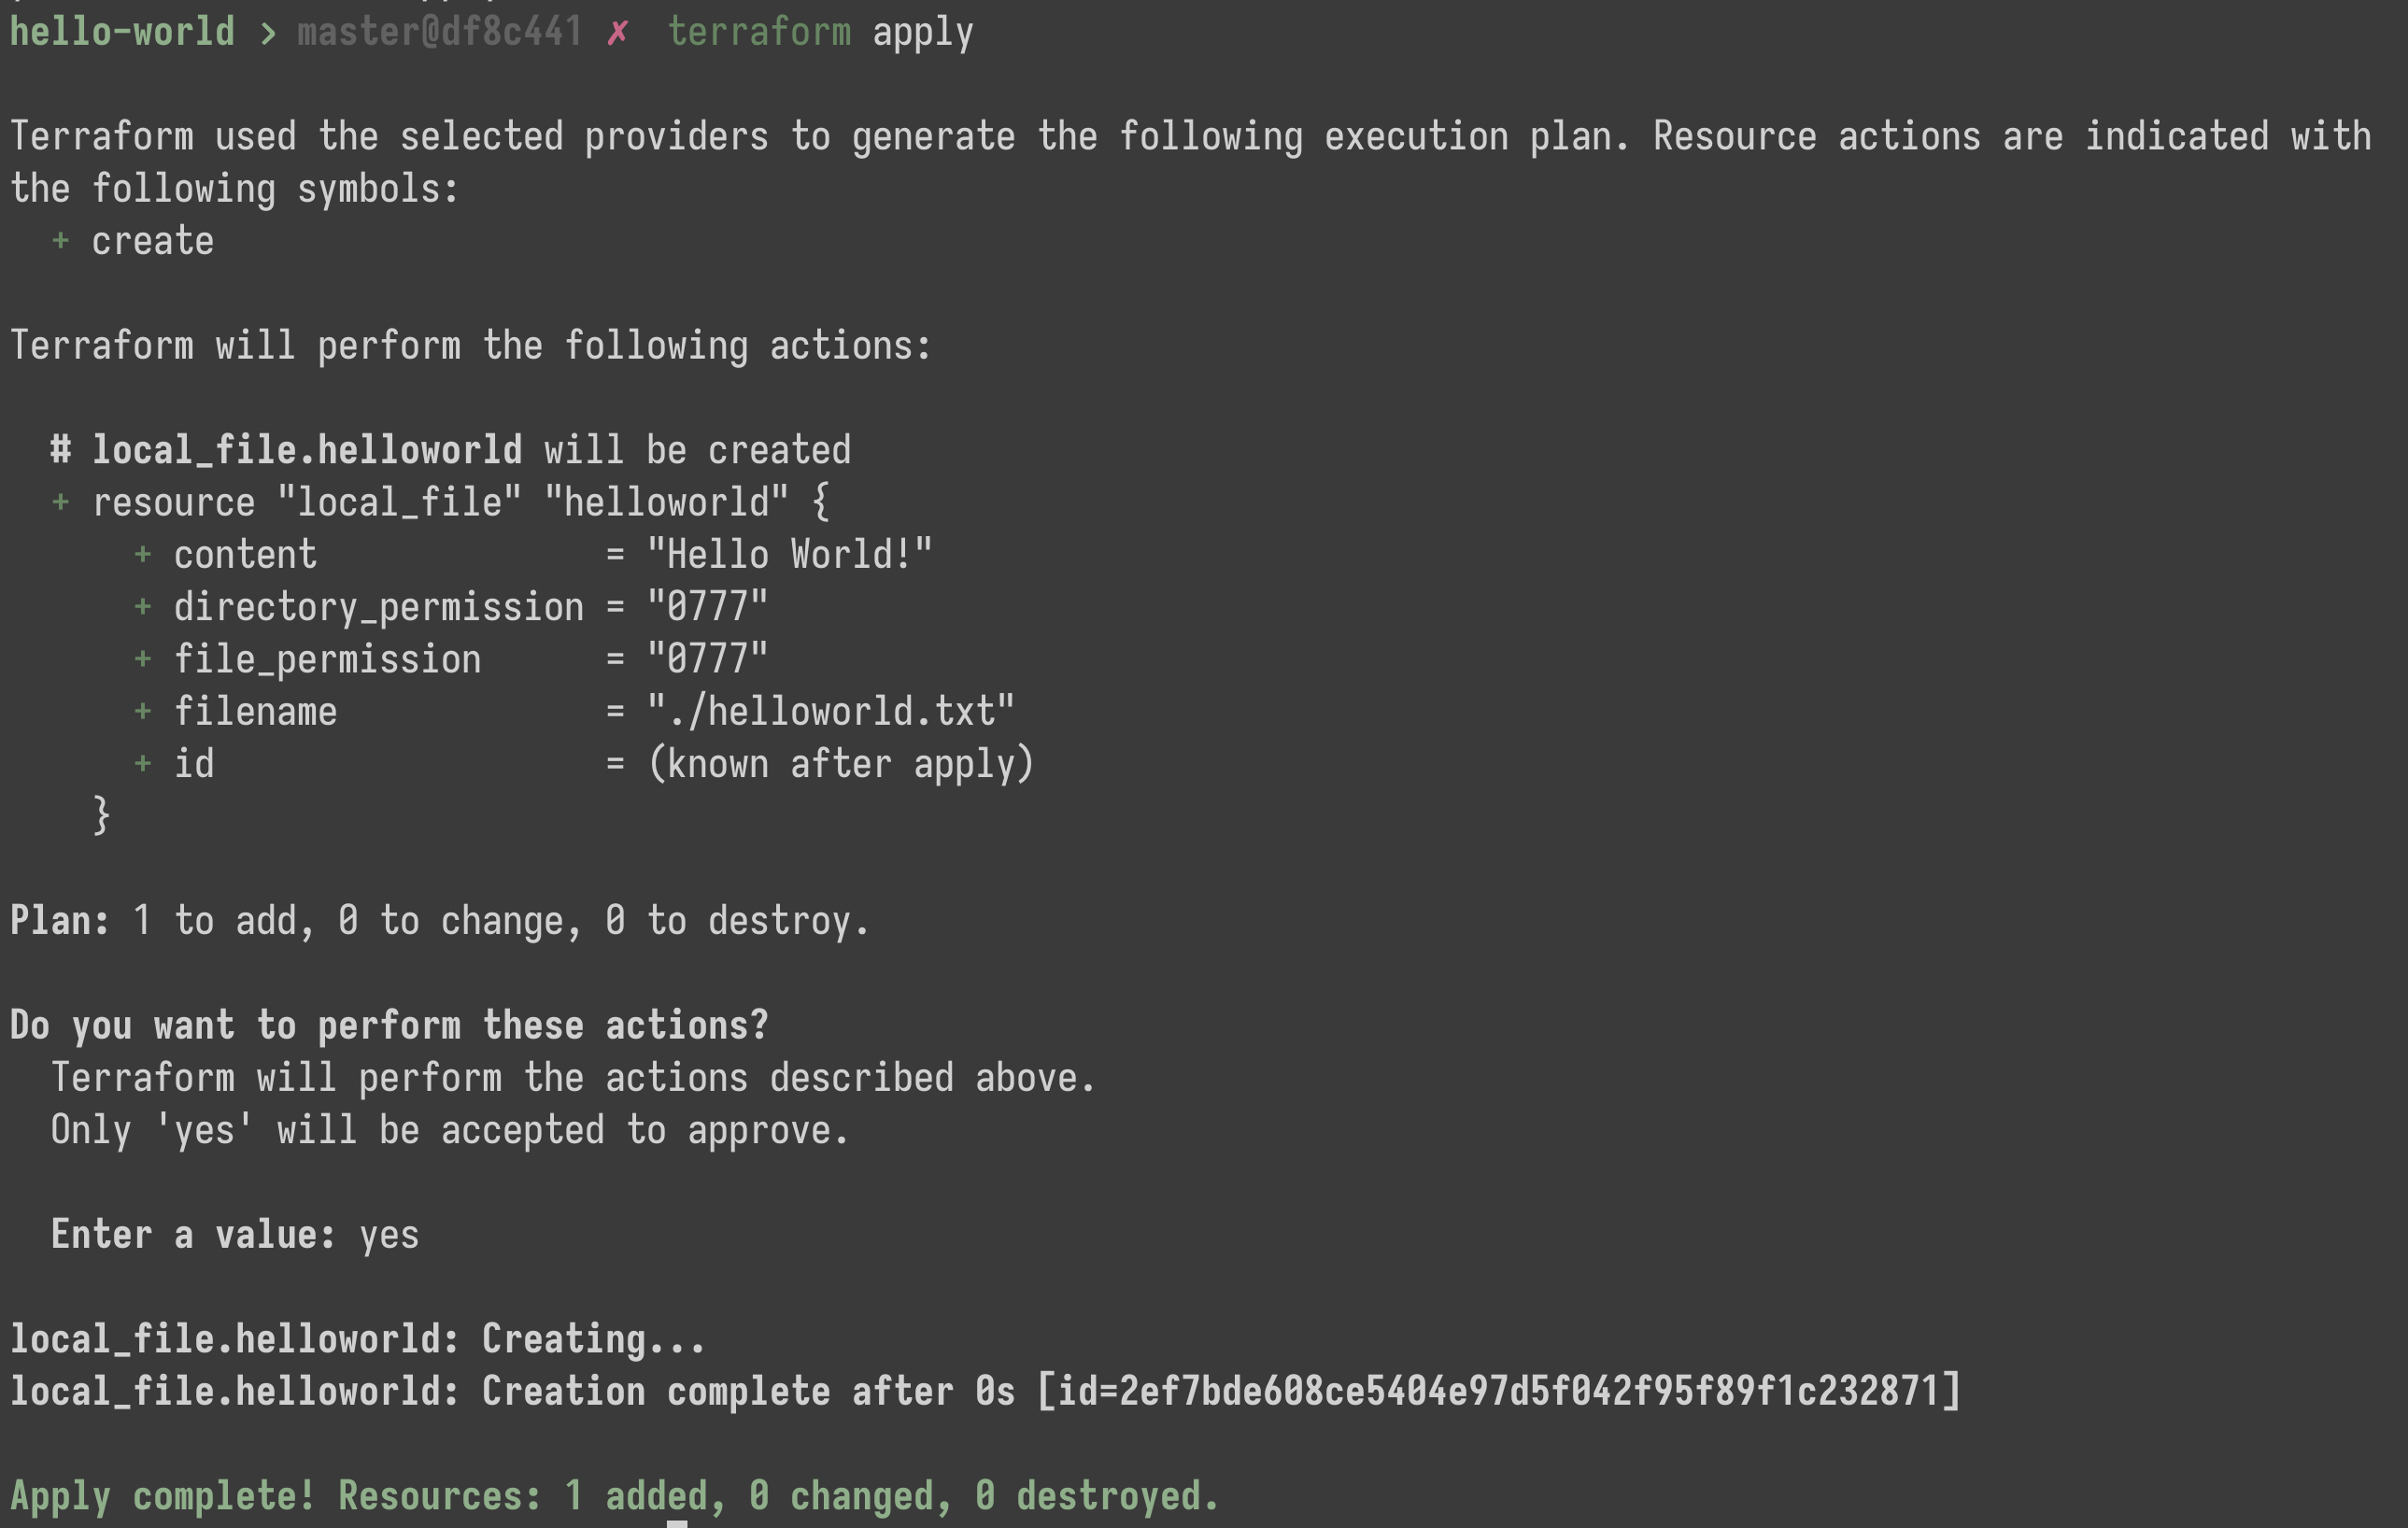 hello-world > master@df8c441 ✗ terraform apply
Terraform used the selected providers to generate the following execution plan. Resource actions are indicated with
the following symbols:
  + create
Terraform will perform the following actions:
  # local_file.helloworld will be created
  + resource "local_file" "helloworld" {
      + content              = "Hello World!"
      + directory_permission = "0777"
      + file_permission      = "0777"
      + filename             = "./helloworld.txt"
      + id                   = (known after apply)
    }
Plan: 1 to add, 0 to change, 0 to destroy.
Do you want to perform these actions?
  Terraform will perform the actions described above.
  Only 'yes' will be accepted to approve.
  Enter a value: yes
local_file.helloworld: Creating...
local_file.helloworld: Creation complete after 0s [id=2ef7bde608ce5404e97d5f042f95f89f1c232871]
Apply complete! Resources: 1 added, 0 changed, 0 destroyed.